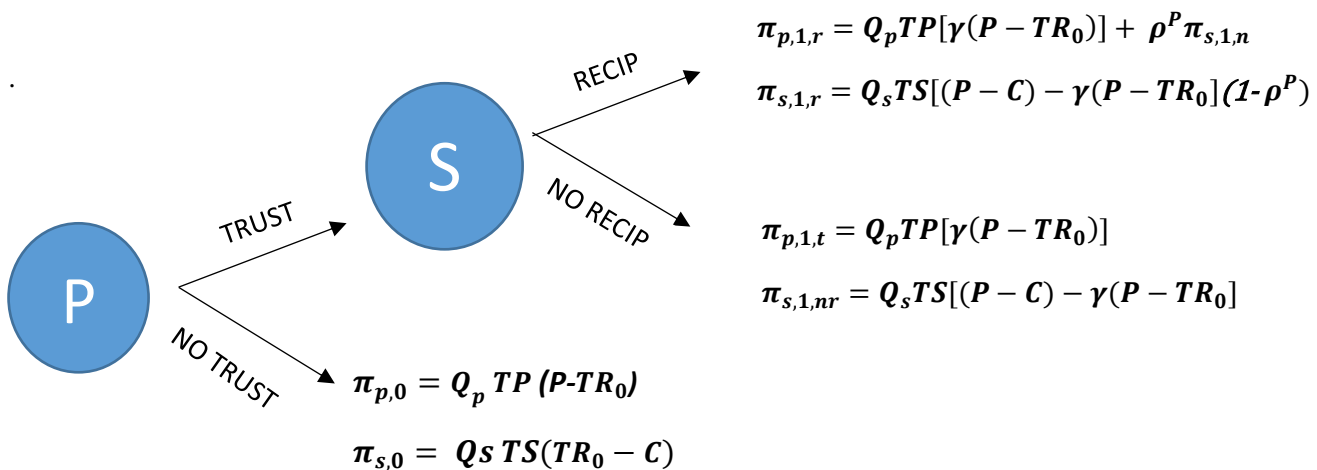 π_{p,1,r} = Q_p TP[γ(P − TR_0)] + ρ^P π_{s,1,n}
RECIP
.
π_{s,1,r} = Q_s TS[(P − C) − γ(P − TR_0](1-ρ^P)
S
NO RECIP
TRUST
π_{p,1,t} = Q_p TP[γ(P − TR_0)]
P
π_{s,1,nr} = Q_s TS[(P − C) − γ(P − TR_0]
NO TRUST
π_{p,0} = Q_p TP (P-TR_0)
π_{s,0} = Qs TS(TR_0 − C)